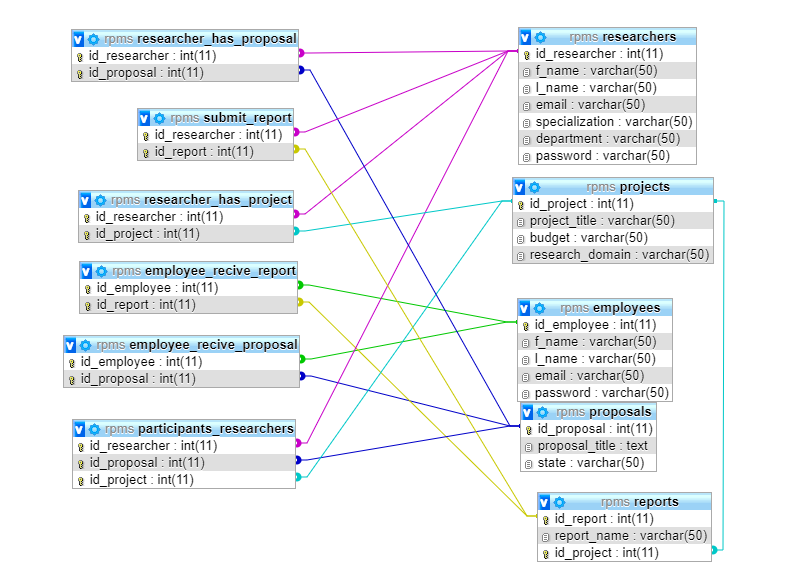 rpms researcher_has_proposal
id_researcher : int(11)
id_proposal : int(11)
rpms submit_report
id_researcher : int(11)
id_report : int(11)
rpms researcher_has_project
id_researcher : int(11)
id_project : int(11)
rpms employee_recive_report
id_employee : int(11)
id_report : int(11)
rpms employee_recive_proposal
id_employee : int(11)
id_proposal : int(11)
rpms participants_researchers
id_researcher : int(11)
id_proposal : int(11)
id_project : int(11)
rpms researchers
id_researcher : int(11)
f_name : varchar(50)
l_name : varchar(50)
email : varchar(50)
specialization : varchar(50)
department : varchar(50)
password : varchar(50)
rpms projects
id_project : int(11)
project_title : varchar(50)
budget : varchar(50)
research_domain : varchar(50)
rpms employees
id_employee : int(11)
f_name : varchar(50)
l_name : varchar(50)
email : varchar(50)
password : varchar(50)
rpms proposals
id_proposal : int(11)
proposal_title : text
state : varchar(50)
rpms reports
id_report : int(11)
report_name : varchar(50)
id_project : int(11)